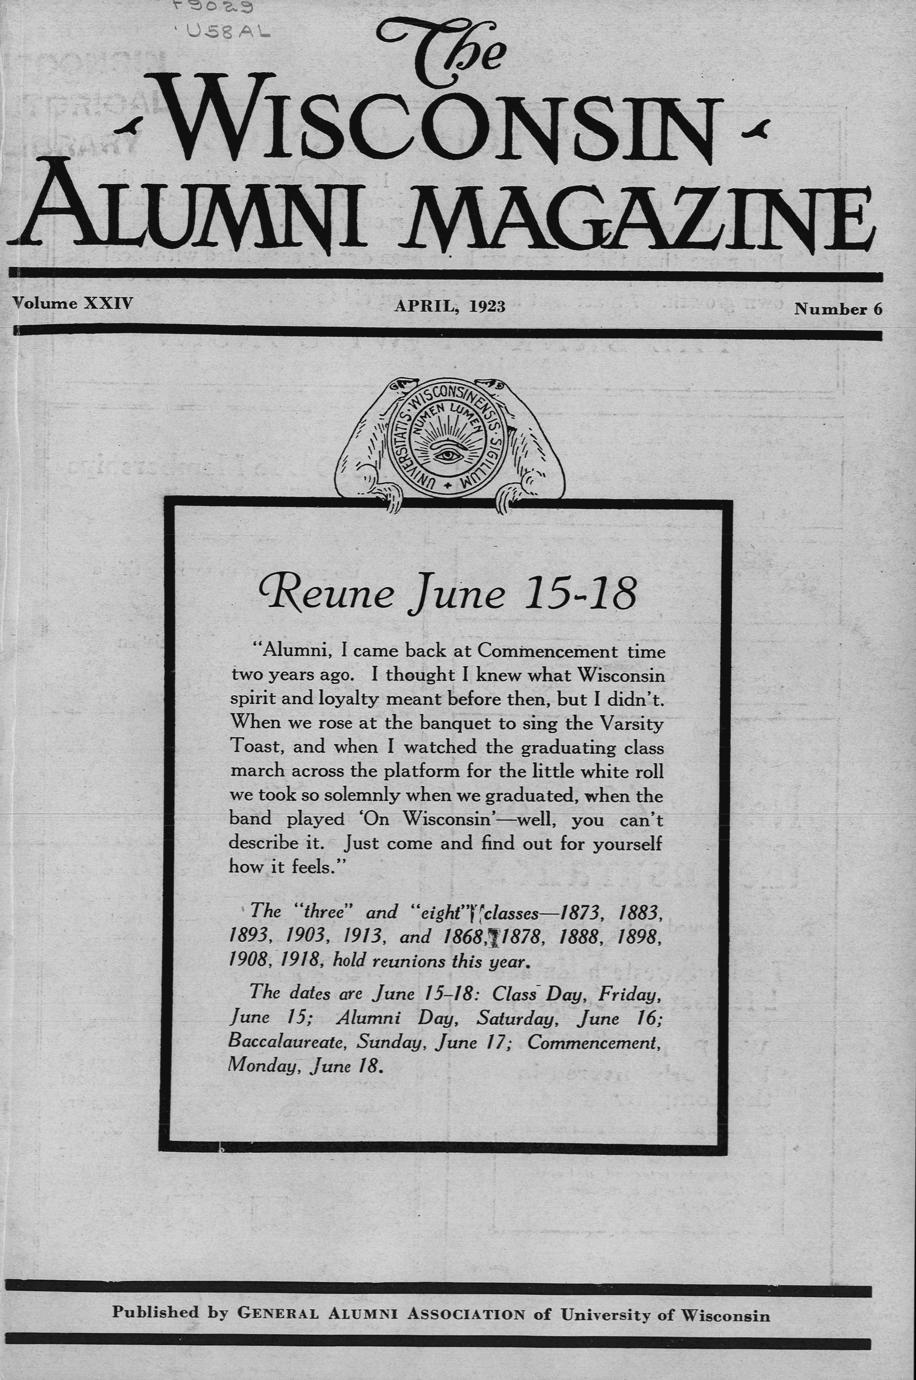 F9029
U58AL
The
WISCONSIN
ALUMNI MAGAZINE
Volume XXIV APRIL, 1923 Number 6
UNIVERSITATIS · WISCONSINENSIS · SIGILLUM
NUMEN LUMEN
Reune June 15-18
"Alumni, I came back at Commencement time
two years ago. I thought I knew what Wisconsin
spirit and loyalty meant before then, but I didn't.
When we rose at the banquet to sing the Varsity
Toast, and when I watched the graduating class
march across the platform for the little white roll
we took so solemnly when we graduated, when the
band played 'On Wisconsin'—well, you can't
describe it. Just come and find out for yourself
how it feels."
The "three" and "eight" classes—1873, 1883,
1893, 1903, 1913, and 1868, 1878, 1888, 1898,
1908, 1918, hold reunions this year.
The dates are June 15-18: Class Day, Friday,
June 15; Alumni Day, Saturday, June 16;
Baccalaureate, Sunday, June 17; Commencement,
Monday, June 18.
Published by GENERAL ALUMNI ASSOCIATION of University of Wisconsin